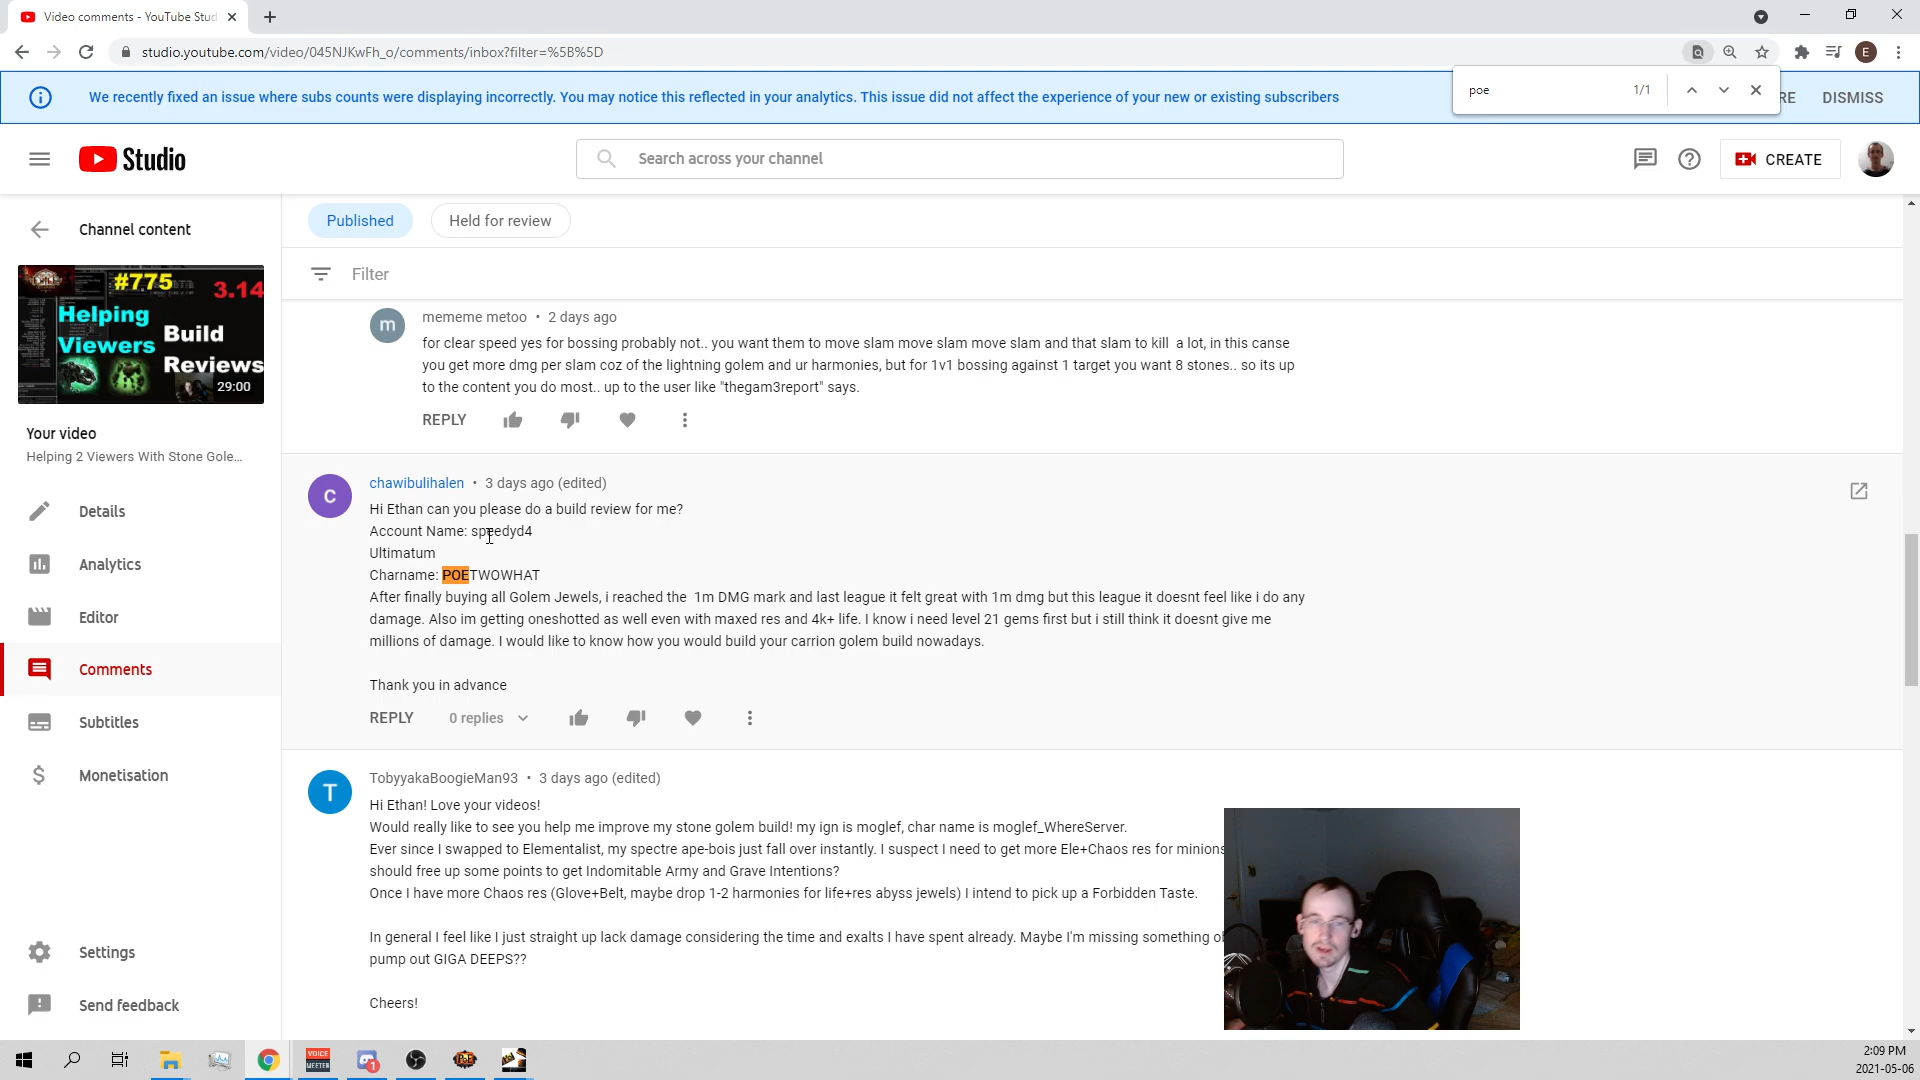 Video comments - YouTube Stud
studio.youtube.com/video/045NJKwFh_o/comments/inbox?filter=%5B%5D
E
We recently fixed an issue where subs counts were displaying incorrectly. You may notice this reflected in your analytics. This issue did not affect the experience of your new or existing subscribers
poe
1/1
RE
DISMISS
Studio
Search across your channel
CREATE
Channel content
Published
Held for review
Filter
#775
3.14
Helping
Viewers
Build
Reviews
29:00
Your video
Helping 2 Viewers With Stone Gole...
Details
Analytics
Editor
Comments
Subtitles
Monetisation
Settings
Send feedback
m
mememe metoo • 2 days ago
for clear speed yes for bossing probably not.. you want them to move slam move slam move slam and that slam to kill a lot, in this canse
you get more dmg per slam coz of the lightning golem and ur harmonies, but for 1v1 bossing against 1 target you want 8 stones.. so its up
to the content you do most.. up to the user like "thegam3report" says.
REPLY
C
chawibulihalen • 3 days ago (edited)
Hi Ethan can you please do a build review for me?
Account Name: speedyd4
Ultimatum
Charname: POETWOWHAT
After finally buying all Golem Jewels, i reached the 1m DMG mark and last league it felt great with 1m dmg but this league it doesnt feel like i do any
damage. Also im getting oneshotted as well even with maxed res and 4k+ life. I know i need level 21 gems first but i still think it doesnt give me
millions of damage. I would like to know how you would build your carrion golem build nowadays.
Thank you in advance
REPLY
0 replies
T
TobyyakaBoogieMan93 • 3 days ago (edited)
Hi Ethan! Love your videos!
Would really like to see you help me improve my stone golem build! my ign is moglef, char name is moglef_WhereServer.
Ever since I swapped to Elementalist, my spectre ape-bois just fall over instantly. I suspect I need to get more Ele+Chaos res for minions
should free up some points to get Indomitable Army and Grave Intentions?
Once I have more Chaos res (Glove+Belt, maybe drop 1-2 harmonies for life+res abyss jewels) I intend to pick up a Forbidden Taste.
In general I feel like I just straight up lack damage considering the time and exalts I have spent already. Maybe I'm missing something
pump out GIGA DEEPS??
Cheers!
VOICE
MEETER
1
2:09 PM
2021-05-06